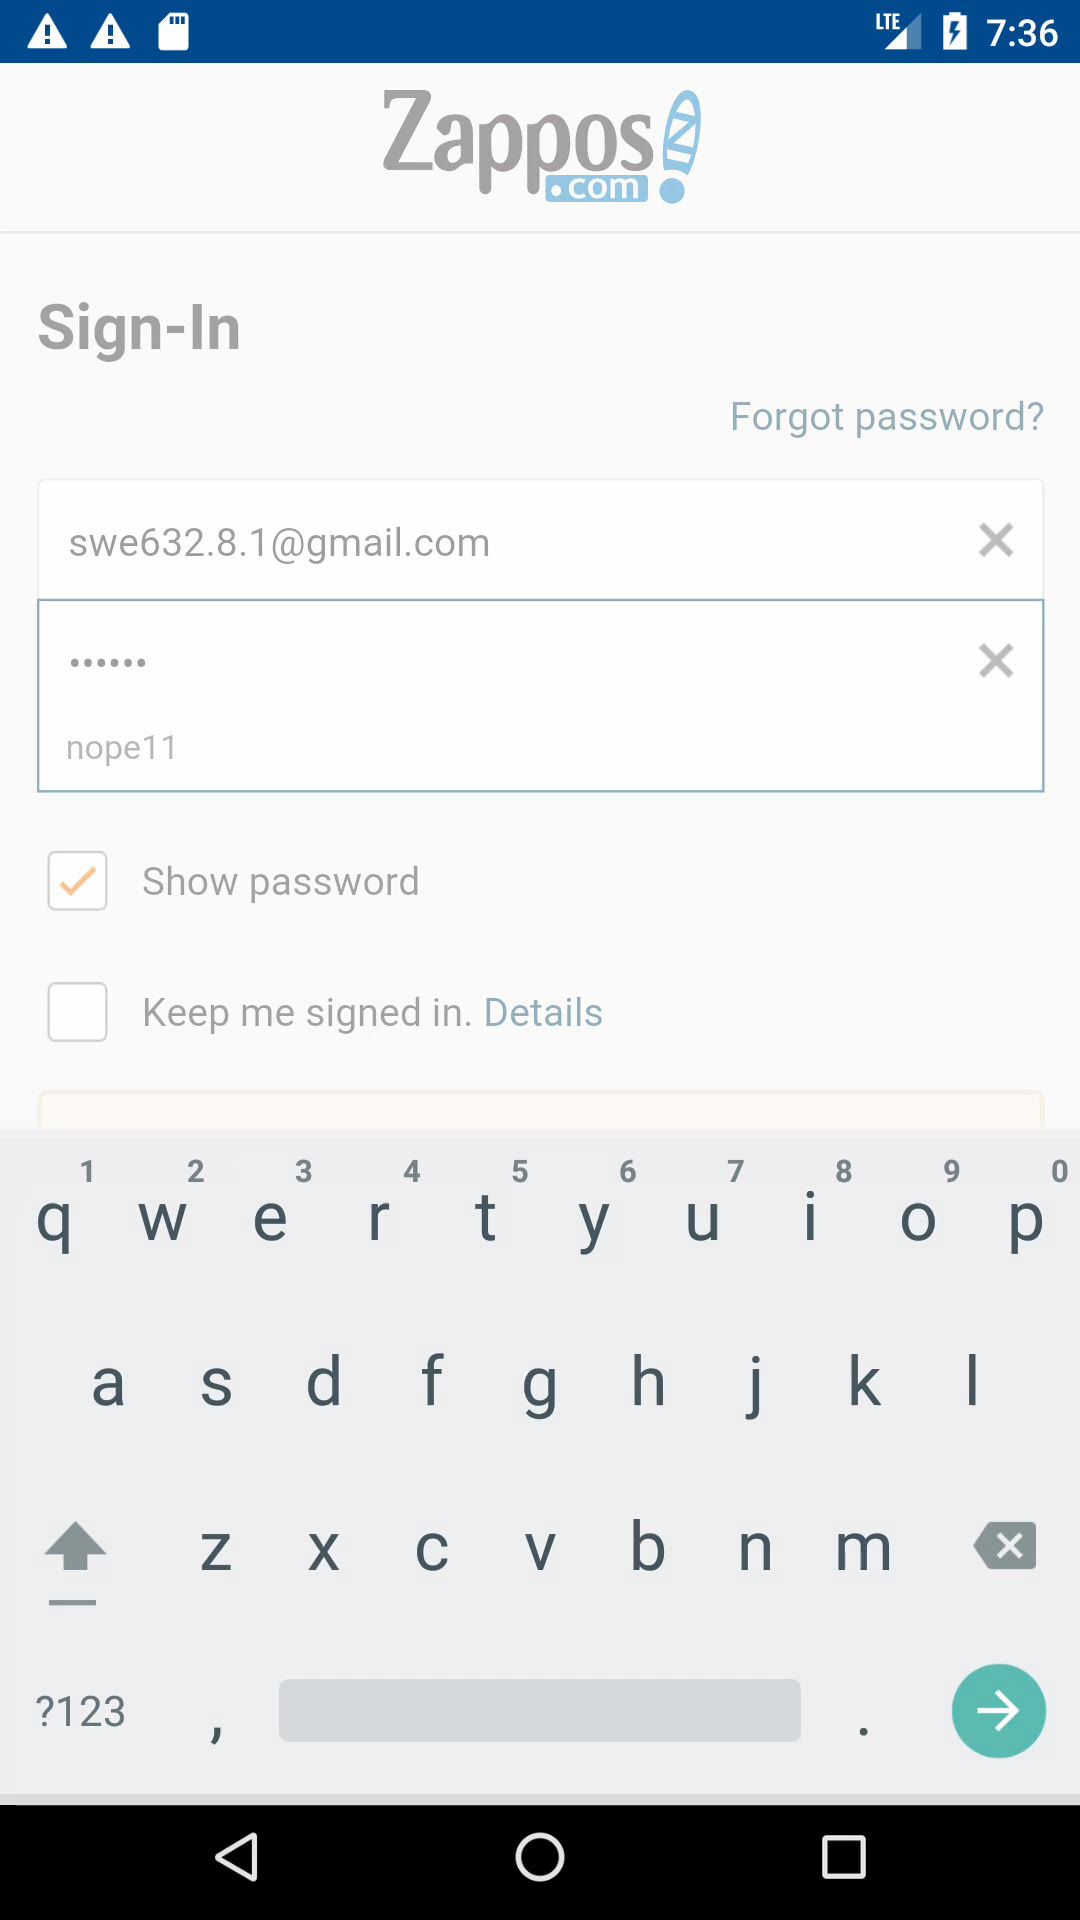 LTE 7:36
Zappos
.com
Sign-In
Forgot password?
swe632.8.1@gmail.com
••••••
nope11
Show password
Keep me signed in. Details
1 2 3 4 5 6 7 8 9 0
q w e r t y u i o p
a s d f g h j k l
z x c v b n m
?123 , .